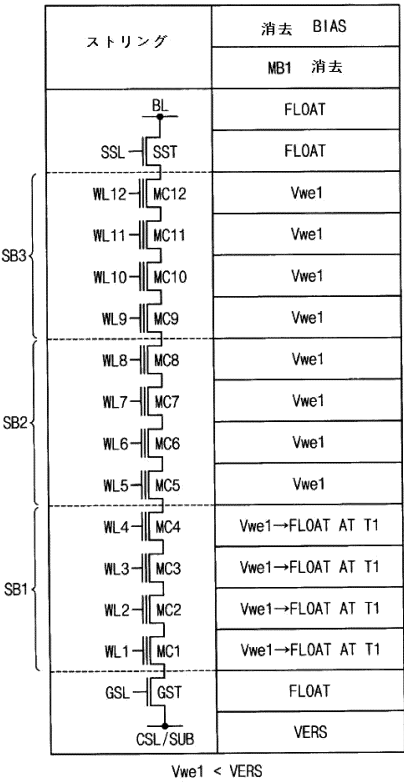 ストリング
消去 BIAS
MB1 消去
BL
FLOAT
SSL SST FLOAT
SB3
WL12 MC12 Vwe1
WL11 MC11 Vwe1
WL10 MC10 Vwe1
WL9 MC9 Vwe1
SB2
WL8 MC8 Vwe1
WL7 MC7 Vwe1
WL6 MC6 Vwe1
WL5 MC5 Vwe1
SB1
WL4 MC4 Vwe1→FLOAT AT T1
WL3 MC3 Vwe1→FLOAT AT T1
WL2 MC2 Vwe1→FLOAT AT T1
WL1 MC1 Vwe1→FLOAT AT T1
GSL GST FLOAT
CSL/SUB VERS
Vwe1 < VERS